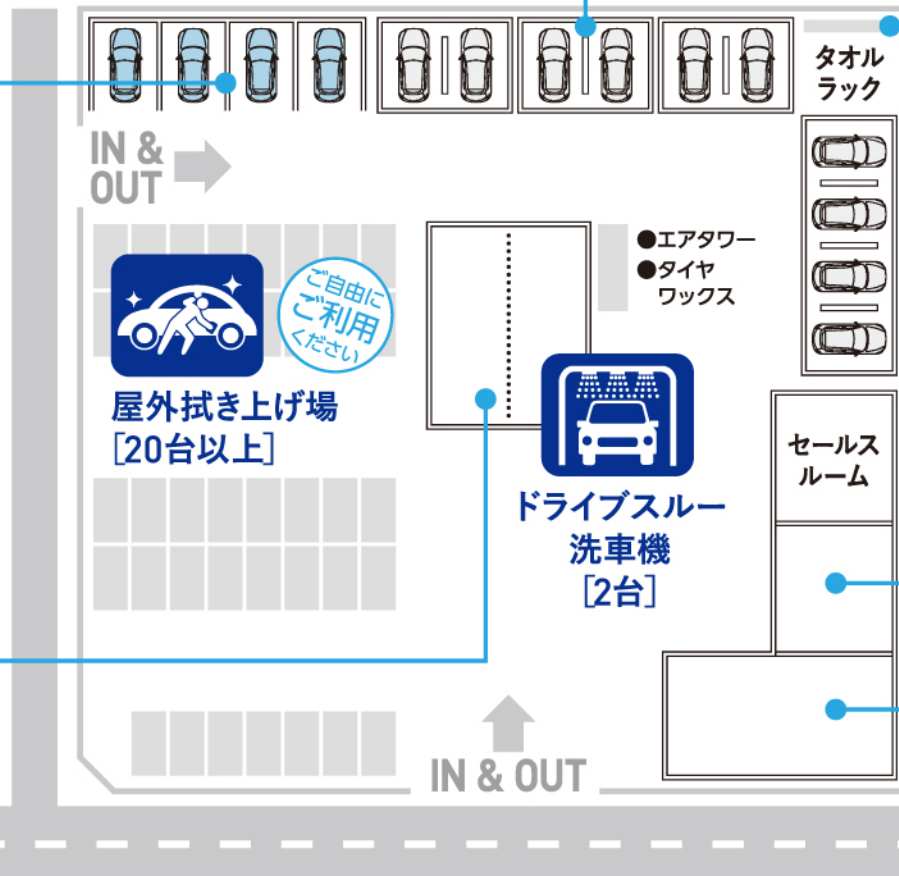 タオル
ラック
IN &
OUT
●エアタワー
●タイヤ
ワックス
ご自由に
ご利用
ください
屋外拭き上げ場
[20台以上]
セールス
ルーム
ドライブスルー
洗車機
[2台]
IN & OUT